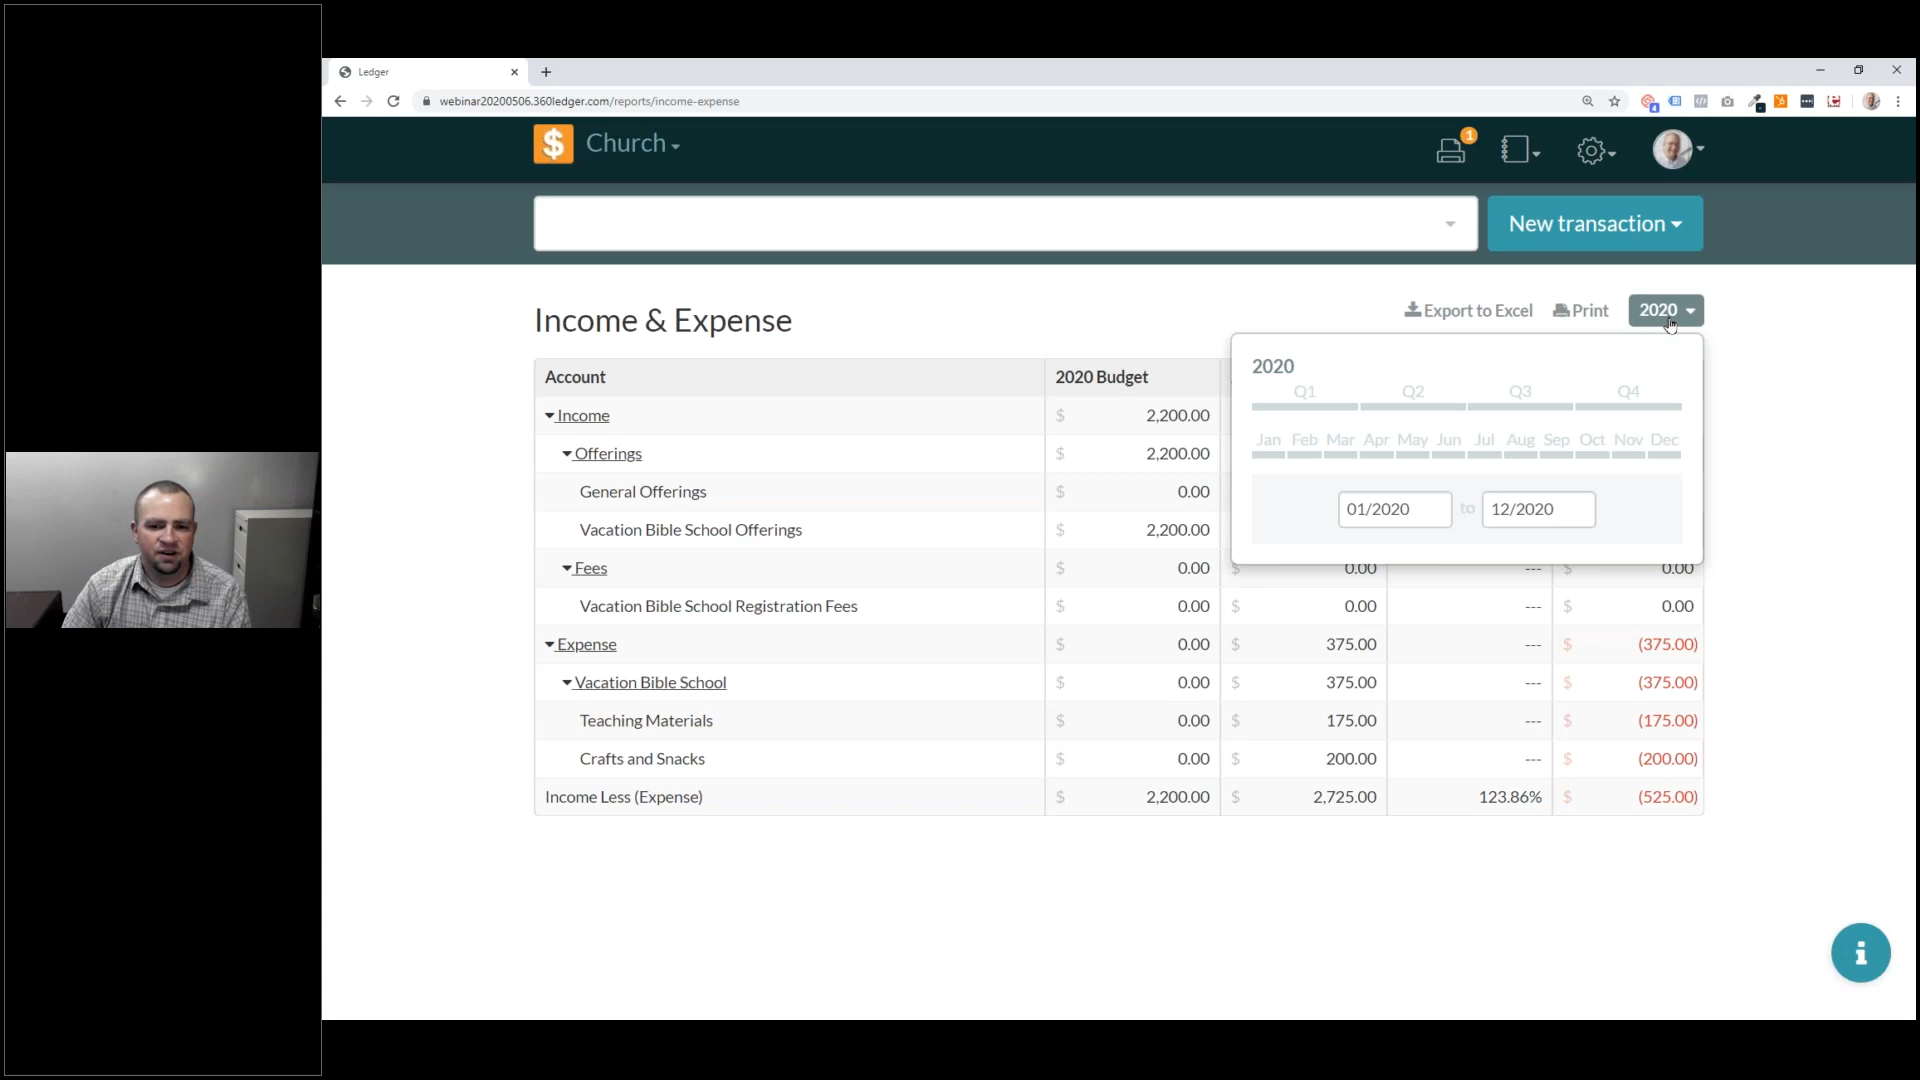 Ledger
webinar20200506.360ledger.com/reports/income-expense
$ Church
1
New transaction
Income & Expense
Export to Excel Print 2020
2020
Q1 Q2 Q3 Q4
Jan Feb Mar Apr May Jun Jul Aug Sep Oct Nov Dec
01/2020 to 12/2020
Account 2020 Budget
Income $ 2,200.00
Offerings $ 2,200.00
General Offerings $ 0.00
Vacation Bible School Offerings $ 2,200.00
Fees $ 0.00 $ 0.00 --- $ 0.00
Vacation Bible School Registration Fees $ 0.00 $ 0.00 --- $ 0.00
Expense $ 0.00 $ 375.00 --- $ (375.00)
Vacation Bible School $ 0.00 $ 375.00 --- $ (375.00)
Teaching Materials $ 0.00 $ 175.00 --- $ (175.00)
Crafts and Snacks $ 0.00 $ 200.00 --- $ (200.00)
Income Less (Expense) $ 2,200.00 $ 2,725.00 123.86% $ (525.00)
i